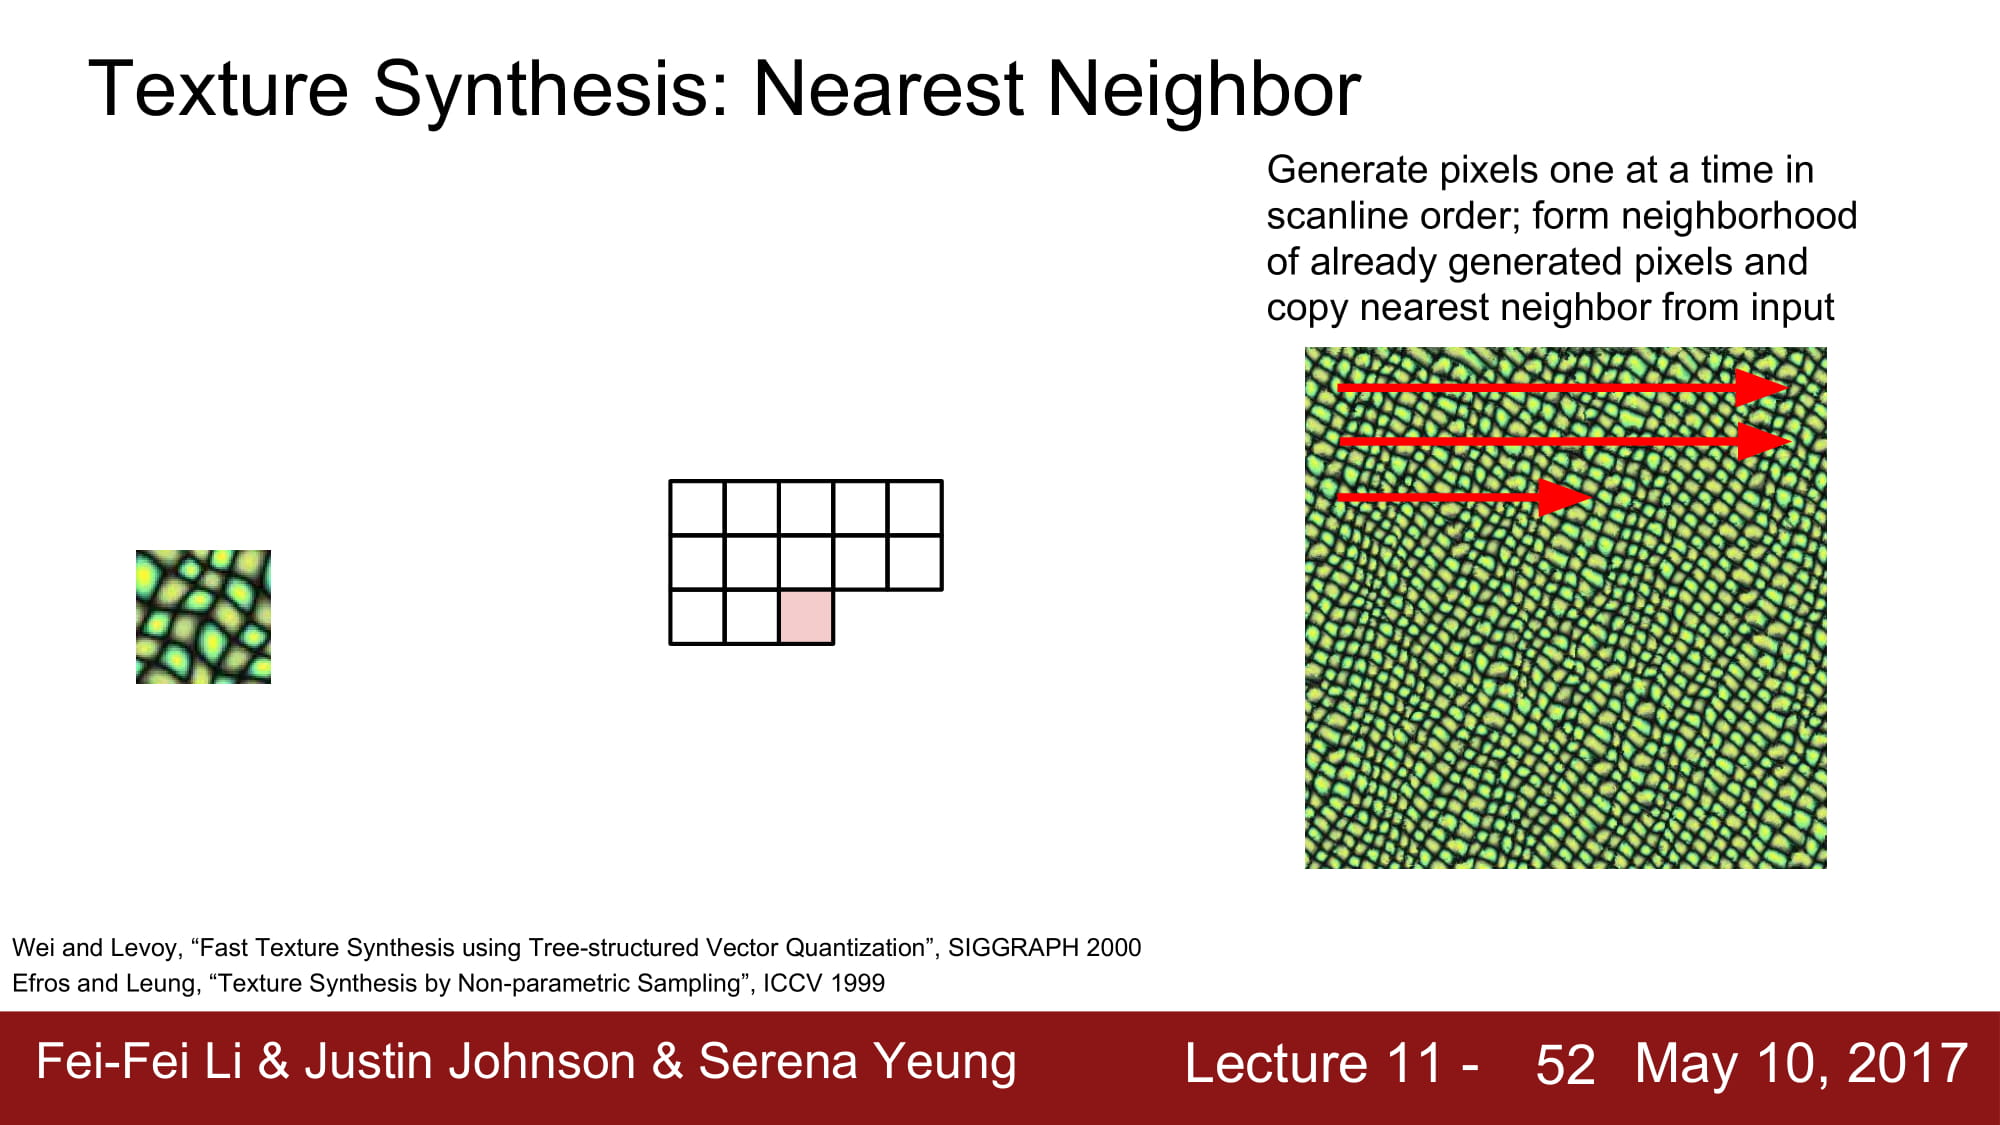 Texture Synthesis: Nearest Neighbor
Generate pixels one at a time in
scanline order; form neighborhood
of already generated pixels and
copy nearest neighbor from input
Wei and Levoy, “Fast Texture Synthesis using Tree-structured Vector Quantization”, SIGGRAPH 2000
Efros and Leung, “Texture Synthesis by Non-parametric Sampling”, ICCV 1999
Fei-Fei Li & Justin Johnson & Serena Yeung Lecture 11 - 52 May 10, 2017